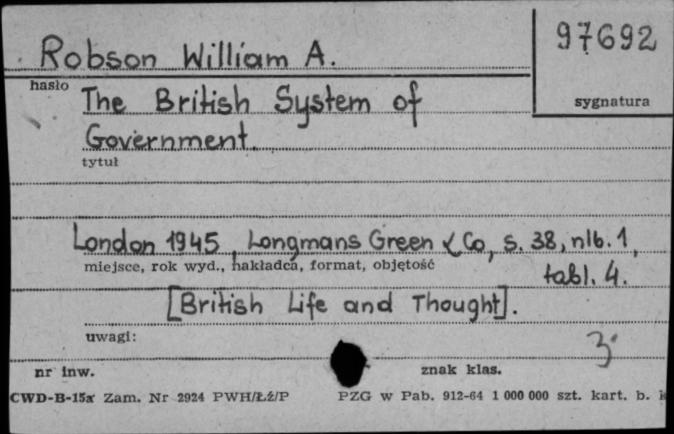 97692
Robson William A.
hasło
sygnatura
The British System of
Government.
tytuł
London 1945, Longmans Green & Co, s. 38, nlb. 1,
miejsce, rok wyd., nakładca, format, objętość
tabl. 4.
[British Life and Thought].
uwagi:
3
nr inw.
znak klas.
CWD-B-15a Zam. Nr 2924 PWH/Łź/P PZG w Pab. 912-64 1 000 000 szt. kart. b.